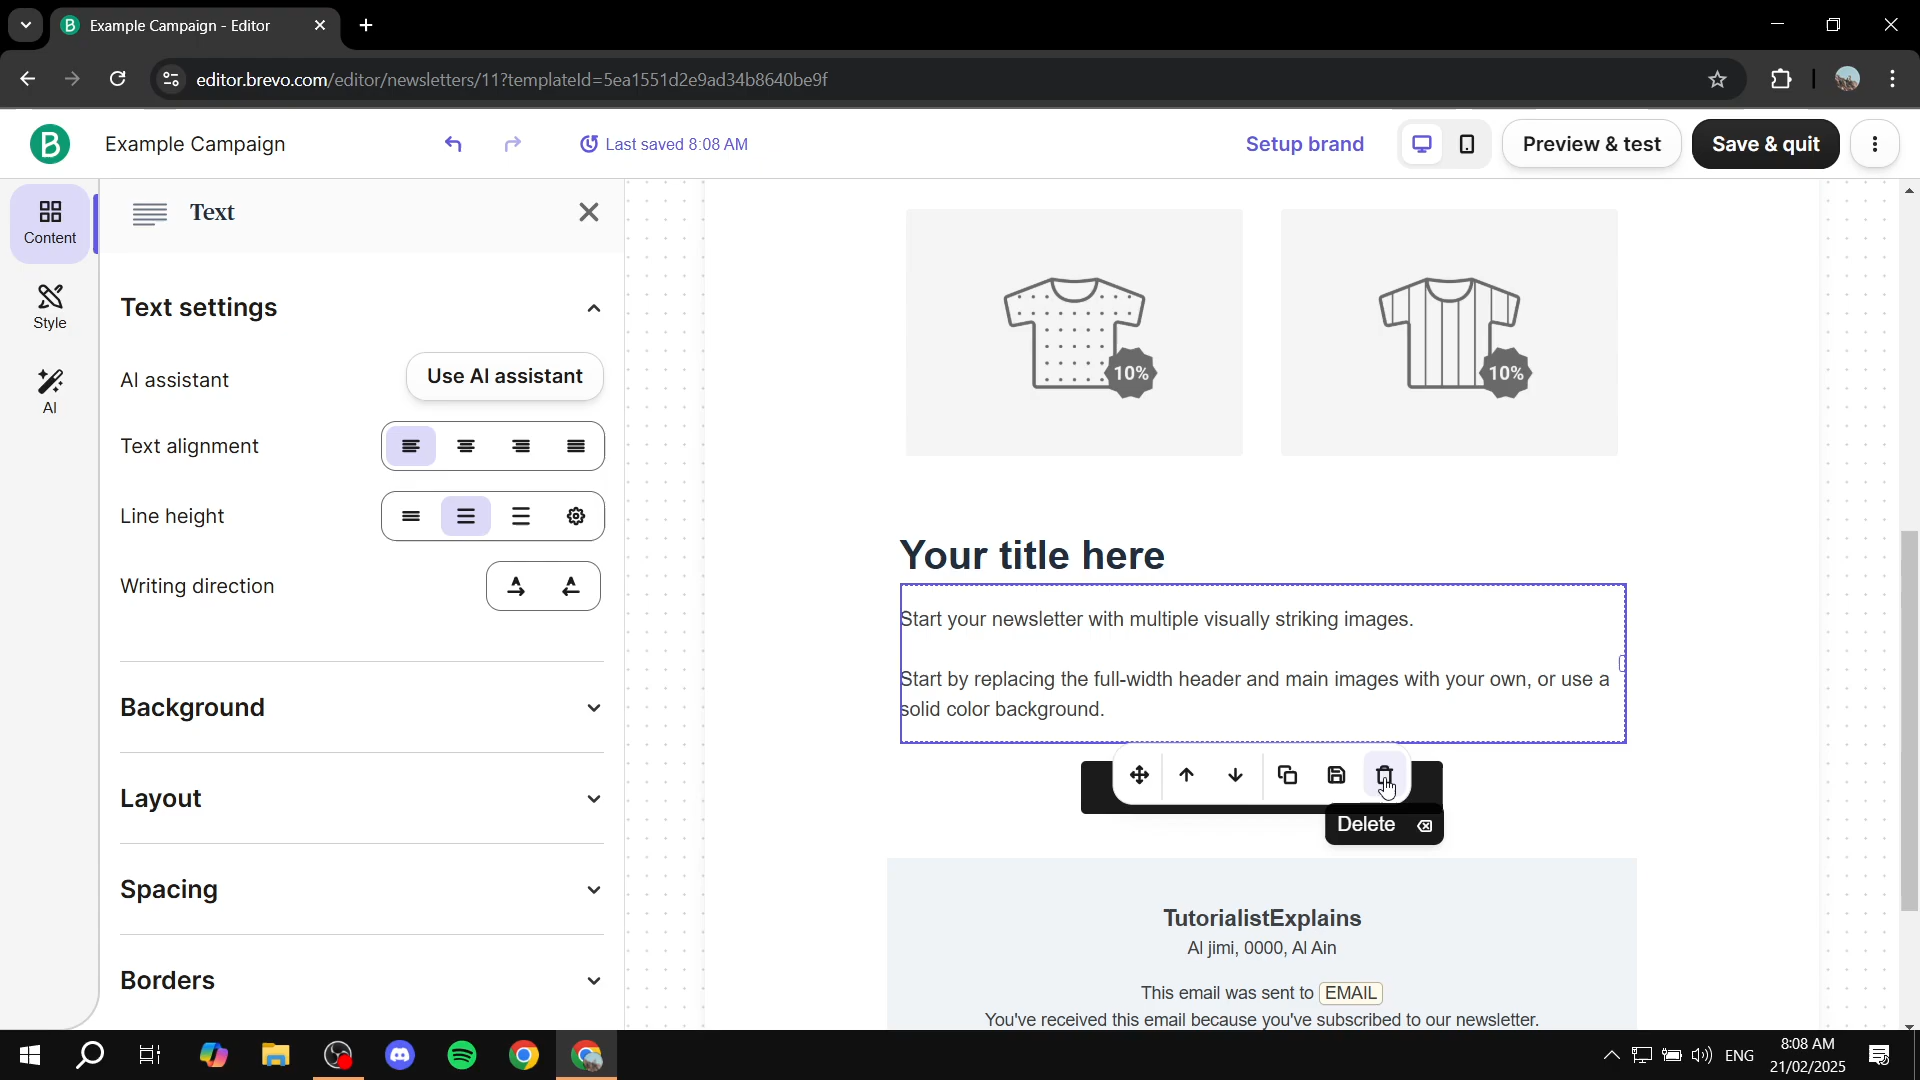 Example Campaign - Editor
editor.brevo.com/editor/newsletters/11?templateId=5ea1551d2e9ad34b8640be9f
B
Example Campaign
Last saved 8:08 AM
Setup brand
Preview & test
Save & quit
Content
Style
AI
Text
Text settings
AI assistant
Use AI assistant
Text alignment
Line height
Writing direction
Background
Layout
Spacing
Borders
10%
10%
Your title here
Start your newsletter with multiple visually striking images.
Start by replacing the full-width header and main images with your own, or use a
solid color background.
Delete
TutorialistExplains
Al jimi, 0000, Al Ain
This email was sent to EMAIL
You've received this email because you've subscribed to our newsletter.
ENG
8:08 AM
21/02/2025